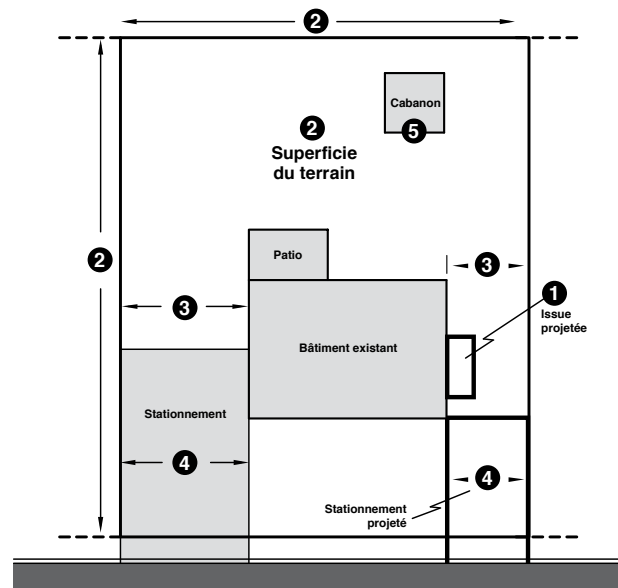 2
Cabanon
5
2
Superficie
du terrain
Patio
2
3
3
1
Issue
projetée
Bâtiment existant
Stationnement
4
4
Stationnement
projeté